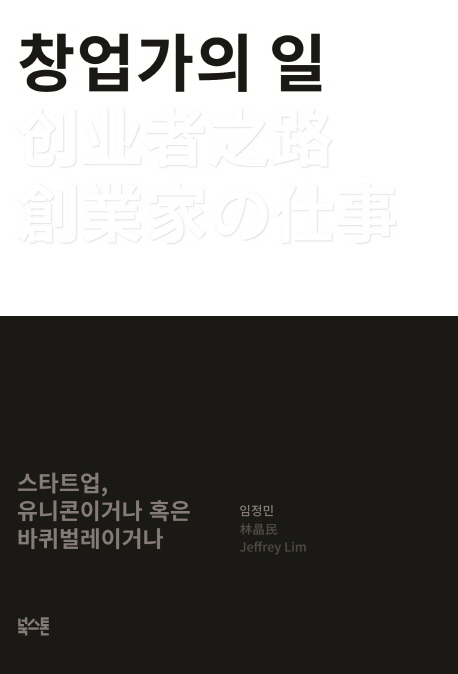 창업가의 일
创业者之路
創業家の仕事
스타트업,
유니콘이거나 혹은
바퀴벌레이거나
임정민
林晶民
Jeffrey Lim
북스톤